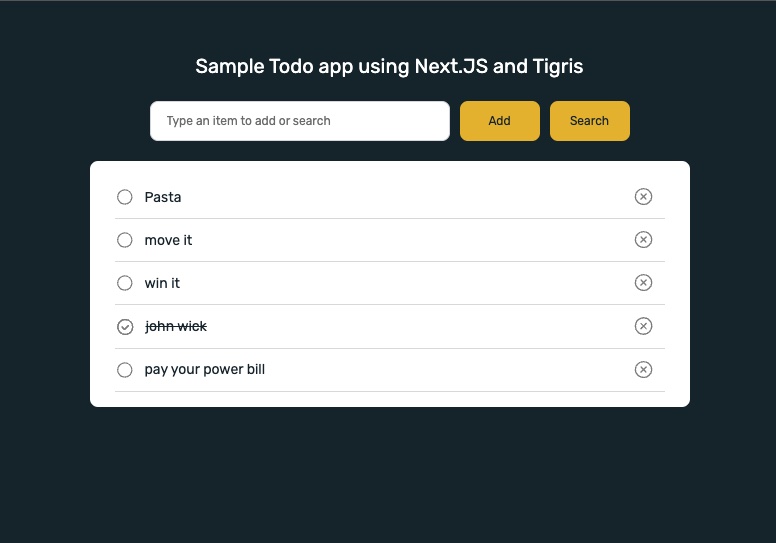 Sample Todo app using Next.JS and Tigris
Type an item to add or search
Add
Search
Pasta
move it
win it
john wick
pay your power bill